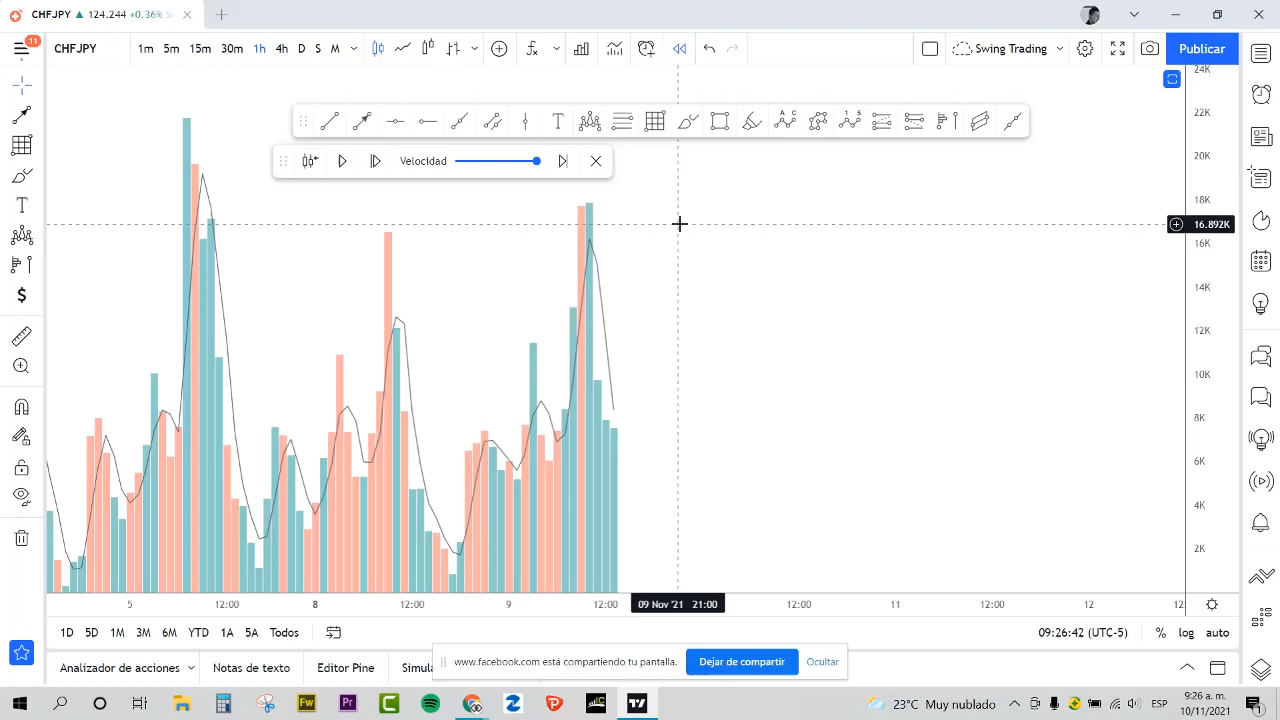 CHFJPY ▲ 124.244 +0.36%
11
CHFJPY
1m 5m 15m 30m 1h 4h D S M
Swing Trading
Publicar
Velocidad
24K
22K
20K
18K
16.892K
16K
14K
12K
10K
8K
6K
4K
2K
5 12:00 8 12:00 9 12:00 09 Nov '21 21:00 12:00 11 12:00 12 12:
1D 5D 1M 3M 6M YTD 1A 5A Todos
09:26:42 (UTC-5) % log auto
Analizador de acciones Notas de texto Editor Pine Simula
www.facebook.com está compartiendo tu pantalla. Dejar de compartir Ocultar
Fw Pr C
23°C Muy nublado ESP 9:26 a. m.
10/11/2021